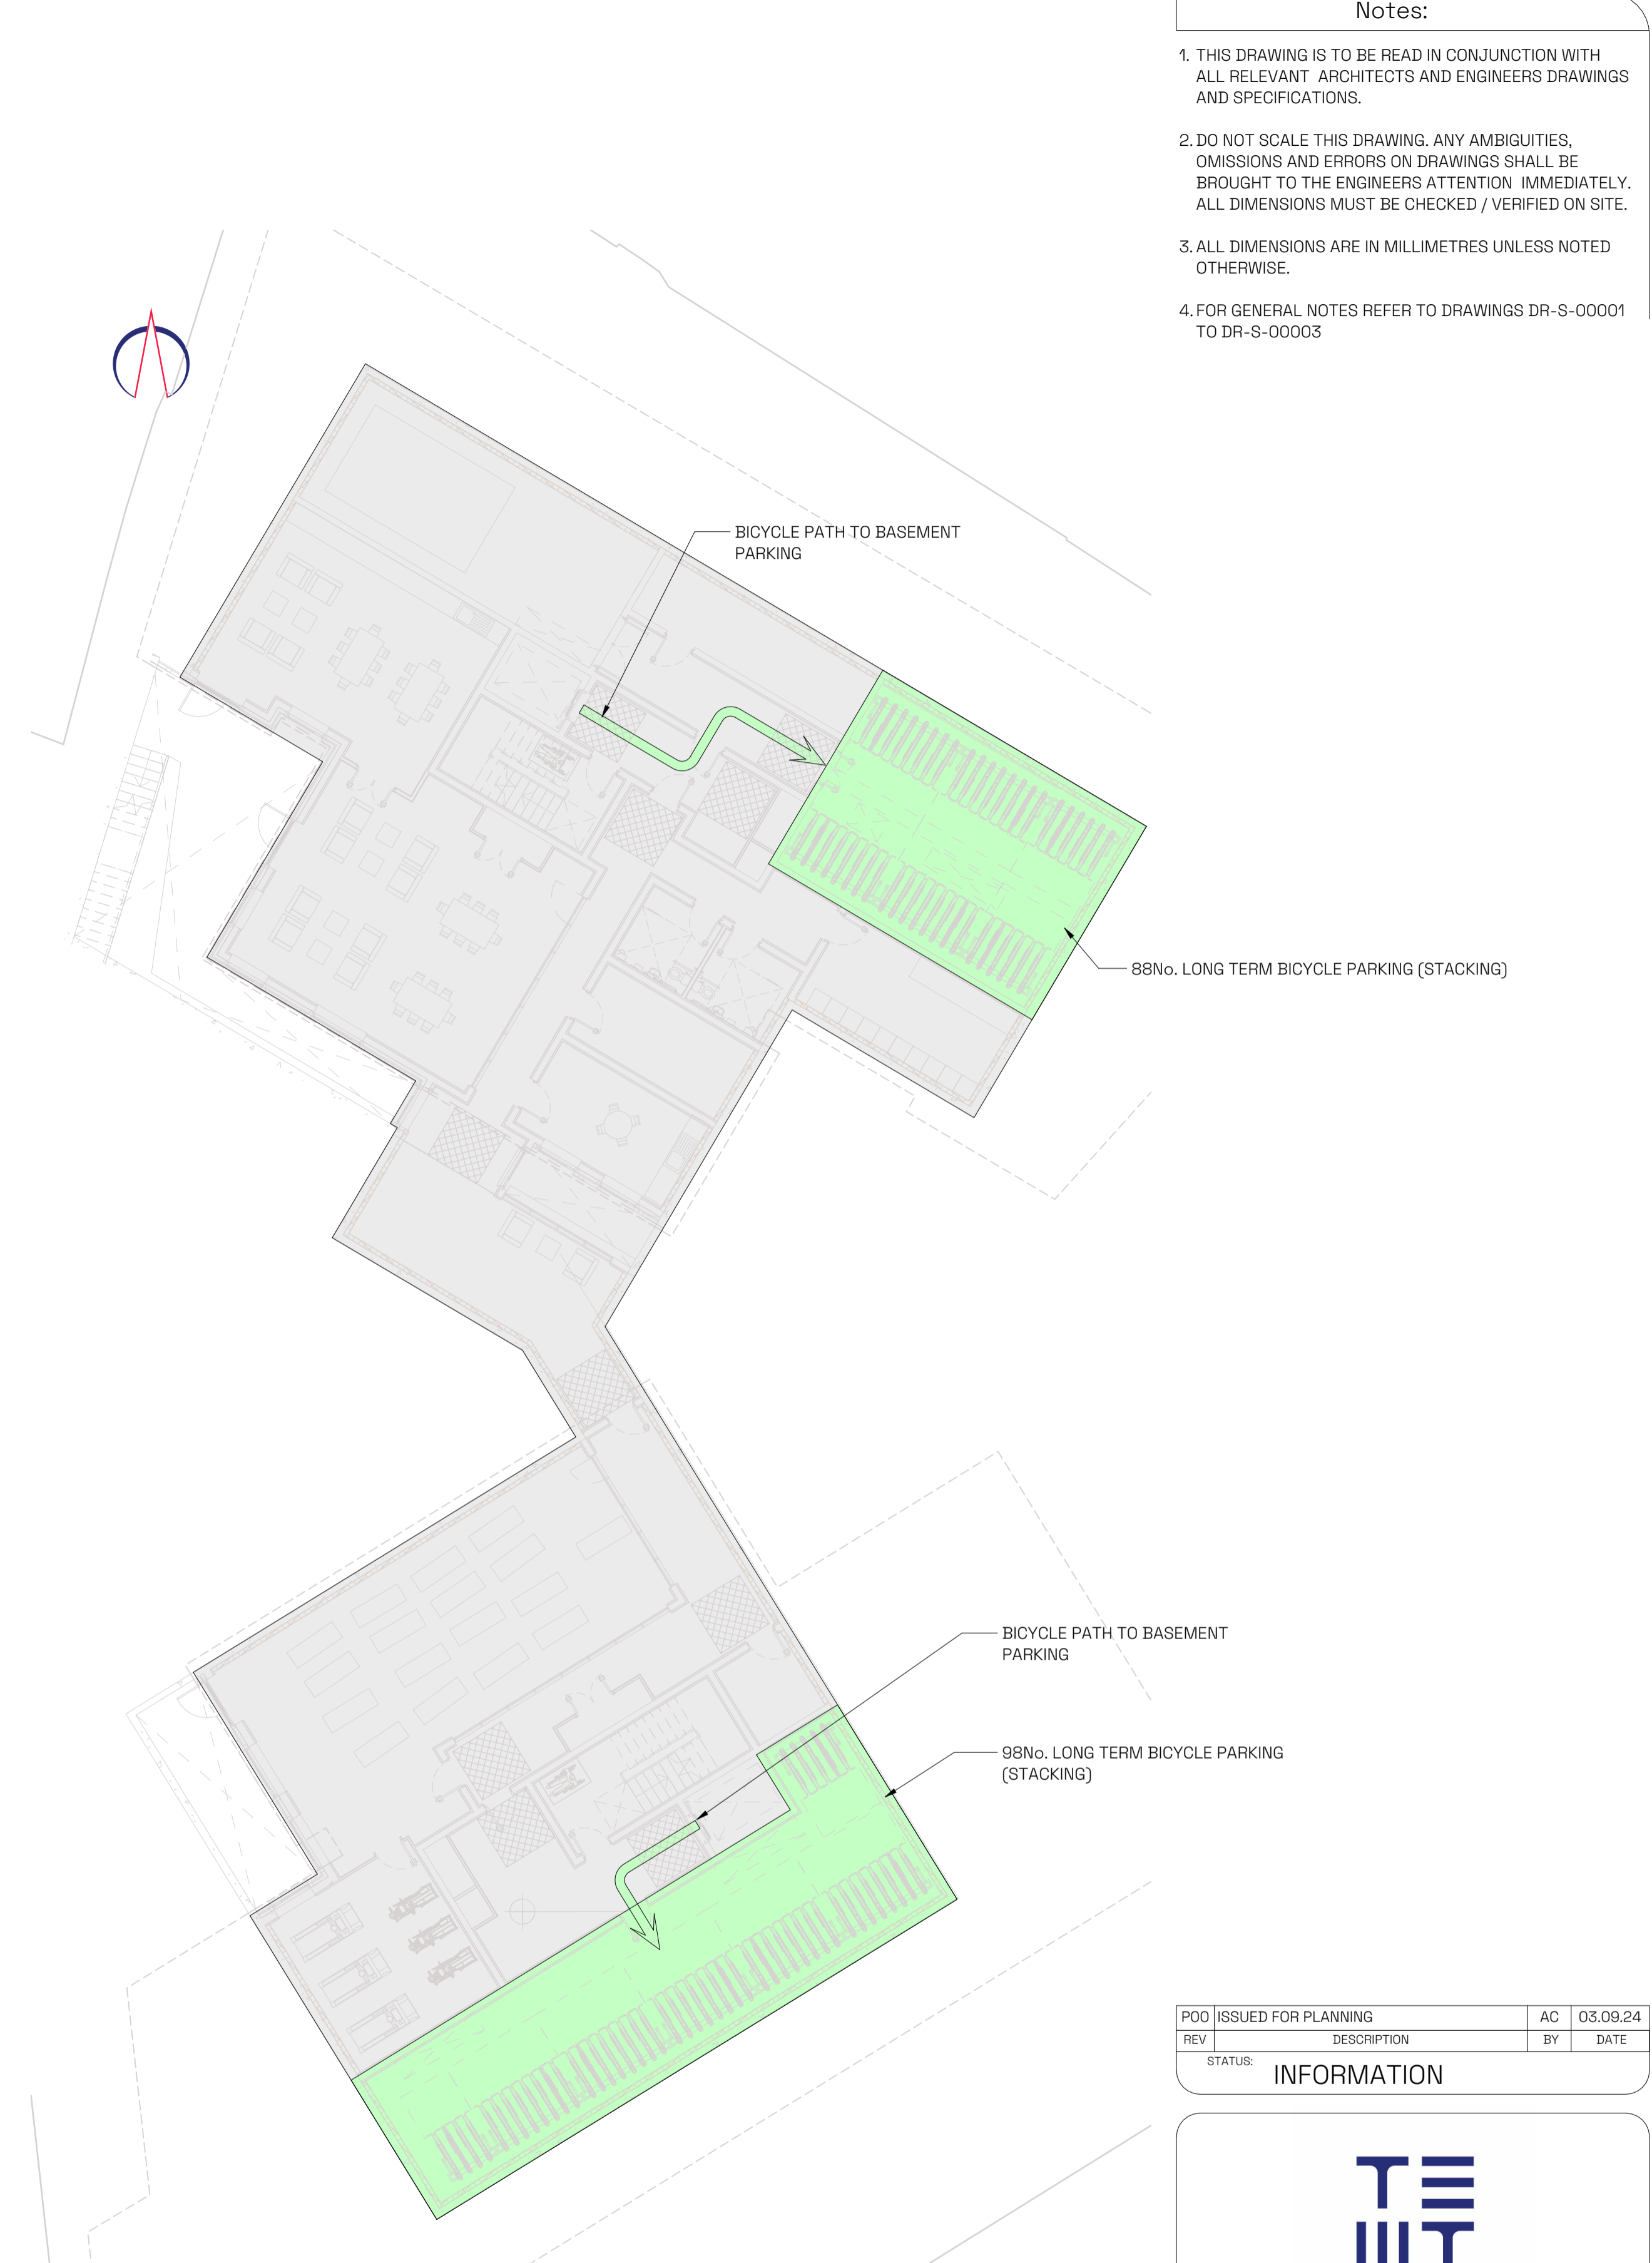 Notes:
1. THIS DRAWING IS TO BE READ IN CONJUNCTION WITH
ALL RELEVANT ARCHITECTS AND ENGINEERS DRAWINGS
AND SPECIFICATIONS.
2. DO NOT SCALE THIS DRAWING. ANY AMBIGUITIES,
OMISSIONS AND ERRORS ON DRAWINGS SHALL BE
BROUGHT TO THE ENGINEERS ATTENTION IMMEDIATELY.
ALL DIMENSIONS MUST BE CHECKED / VERIFIED ON SITE.
3. ALL DIMENSIONS ARE IN MILLIMETRES UNLESS NOTED
OTHERWISE.
4. FOR GENERAL NOTES REFER TO DRAWINGS DR-S-00001
TO DR-S-00003
BICYCLE PATH TO BASEMENT
PARKING
88No. LONG TERM BICYCLE PARKING (STACKING)
BICYCLE PATH TO BASEMENT
PARKING
98No. LONG TERM BICYCLE PARKING
(STACKING)
P00 ISSUED FOR PLANNING AC 03.09.24
REV DESCRIPTION BY DATE
STATUS:
INFORMATION